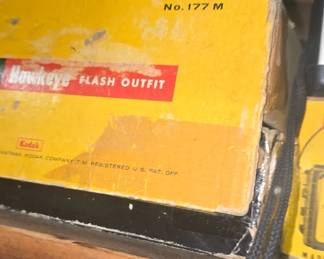 No. 177 M
Hawkeye FLASH OUTFIT
Kodak
EASTMAN KODAK COMPANY T.M. REGISTERED U.S. PAT. OFF.